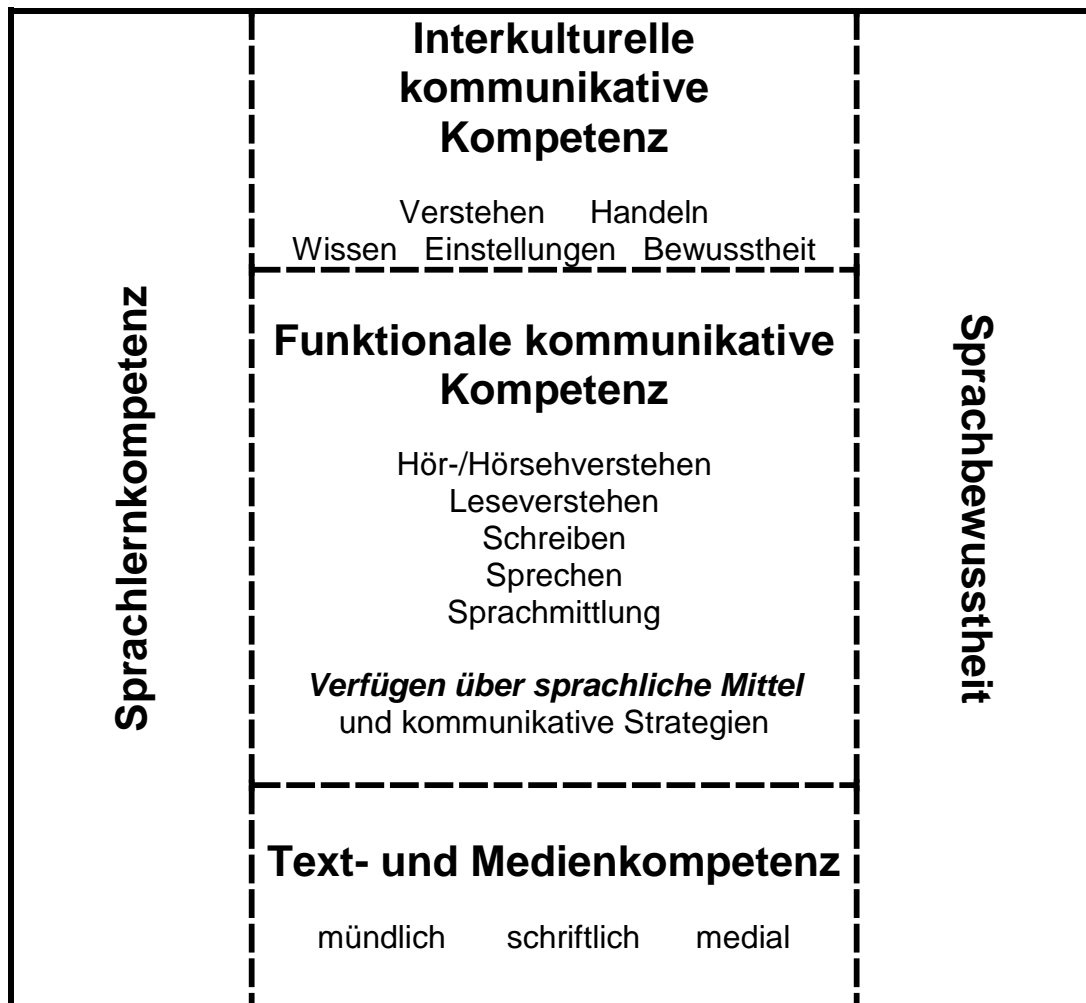 Interkulturelle
kommunikative
Kompetenz
Verstehen Handeln
Wissen Einstellungen Bewusstheit
Sprachlernkompetenz
Funktionale kommunikative
Kompetenz
Hör-/Hörsehverstehen
Leseverstehen
Schreiben
Sprechen
Sprachmittlung
Verfügen über sprachliche Mittel
und kommunikative Strategien
Sprachbewusstheit
Text- und Medienkompetenz
mündlich schriftlich medial